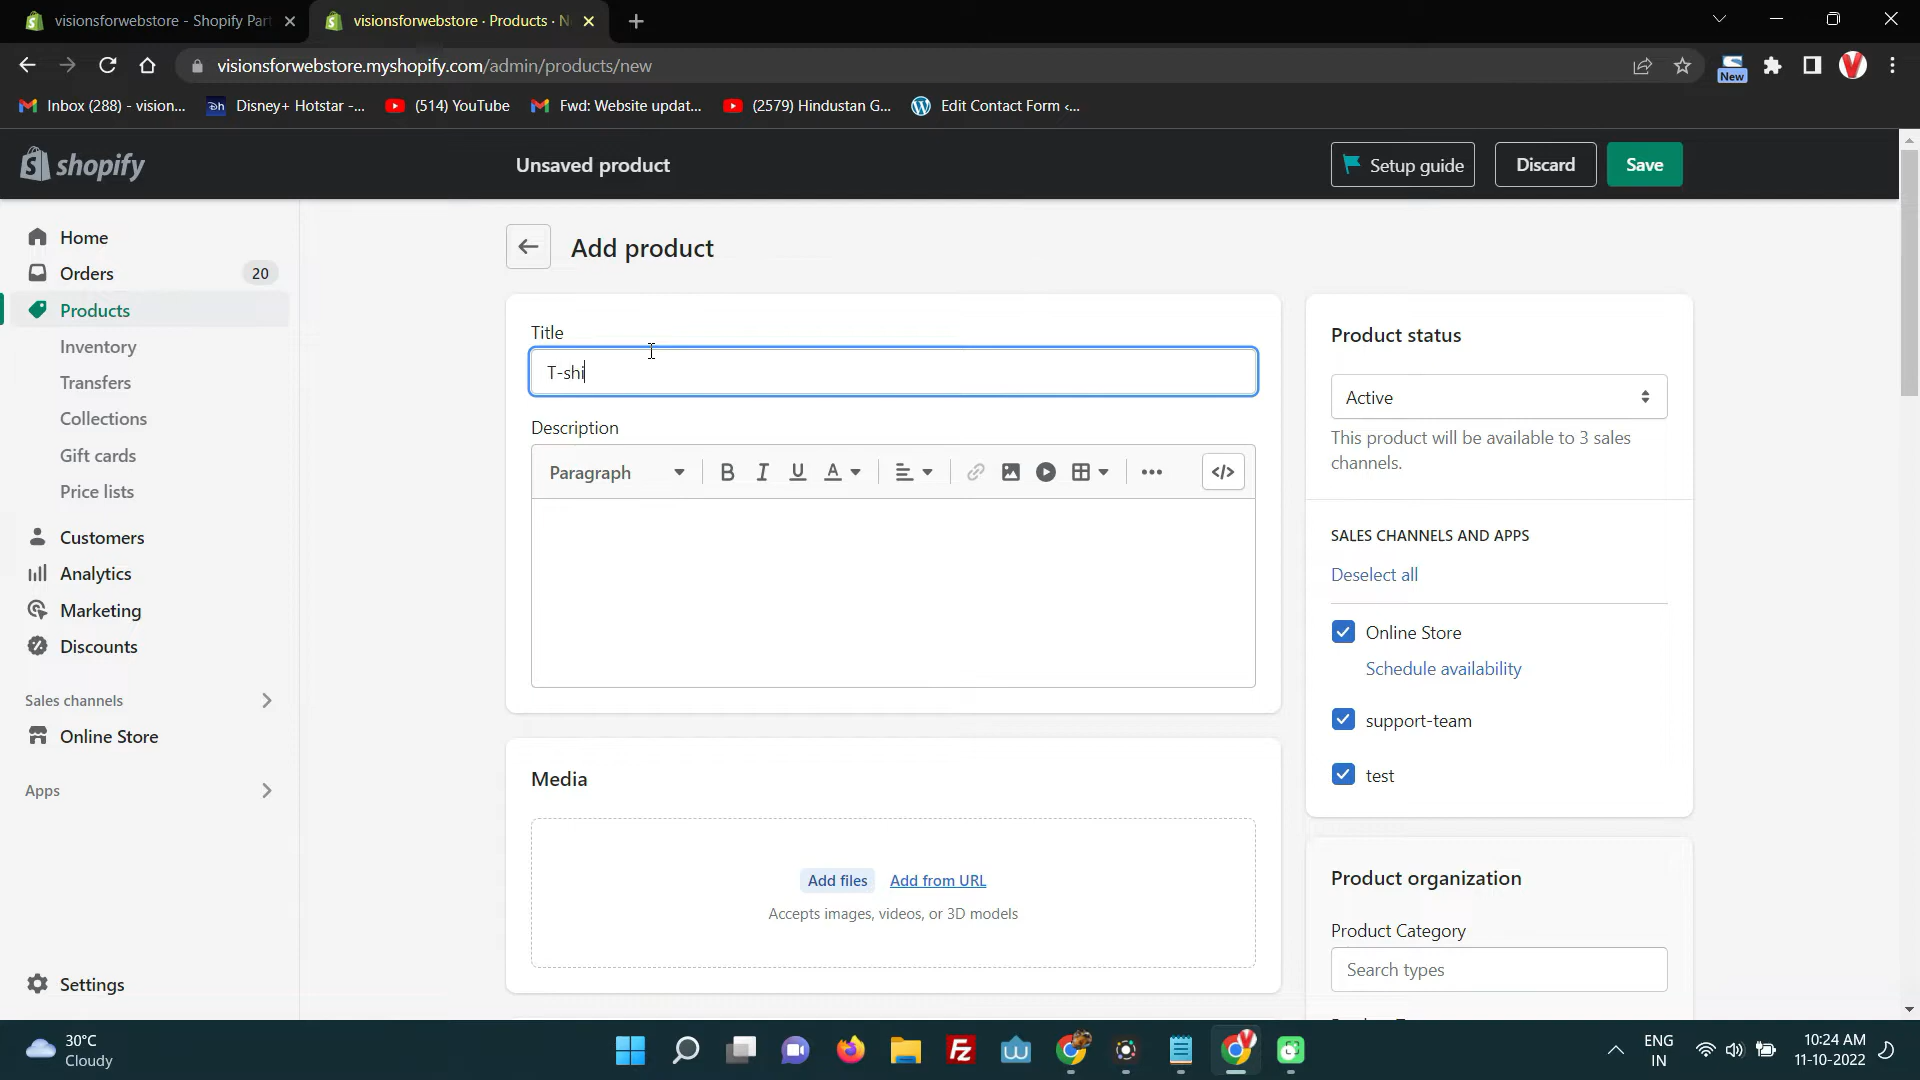 visionsforwebstore - Shopify Part
visionsforwebstore · Products · N
visionsforwebstore.myshopify.com/admin/products/new
New
Inbox (288) - vision...
Disney+ Hotstar -...
(514) YouTube
Fwd: Website updat...
(2579) Hindustan G...
Edit Contact Form ‹...
shopify
Unsaved product
Setup guide
Discard
Save
Home
Orders
20
Products
Inventory
Transfers
Collections
Gift cards
Price lists
Customers
Analytics
Marketing
Discounts
Sales channels
Online Store
Apps
Settings
Add product
Title
T-shi
Description
Paragraph
B I U A
</>
Media
Add files
Add from URL
Accepts images, videos, or 3D models
Product status
Active
This product will be available to 3 sales
channels.
SALES CHANNELS AND APPS
Deselect all
Online Store
Schedule availability
support-team
test
Product organization
Product Category
Search types
30°C
Cloudy
ENG
IN
10:24 AM
11-10-2022